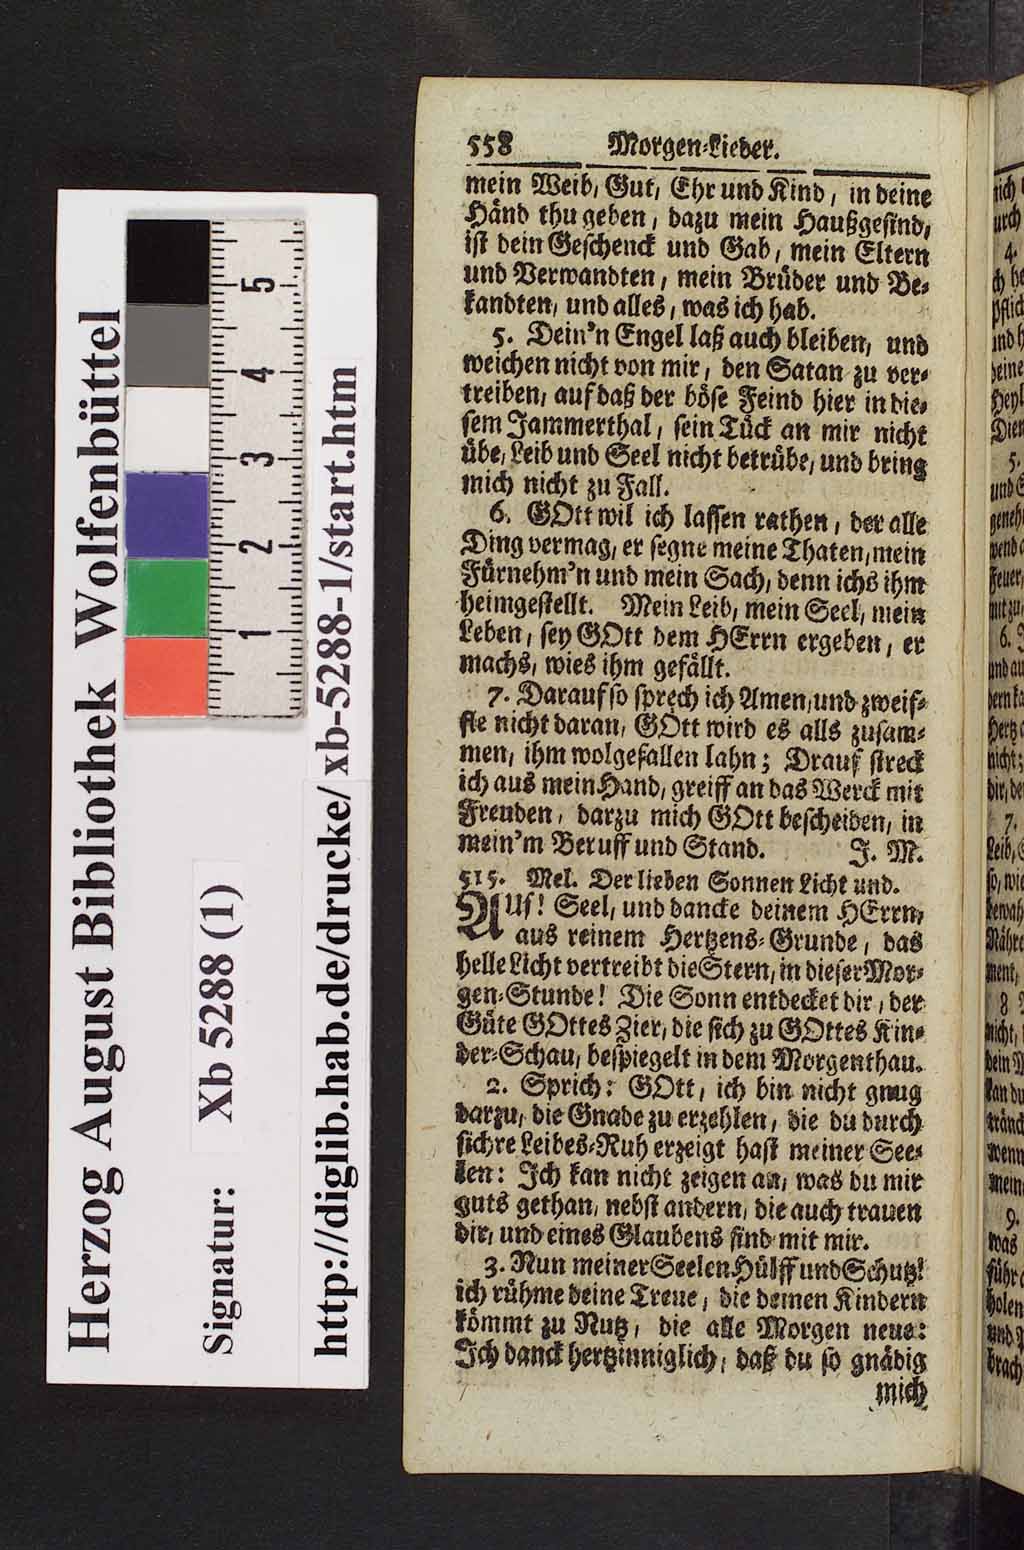 Herzog August Bibliothek Wolfenbüttel
Signatur: Xb 5288 (1)
http://diglib.hab.de/drucke/xb-5288-1/start.htm
5
4
3
2
1
558 Morgen-Lieder.
mein Weib, Gut, Ehr und Kind, in deine
Händ thu geben, dazu mein Haußgesind,
ist dein Geschenck und Gab, mein Eltern
und Verwandten, mein Brüder und Be-
kandten, und alles, was ich hab.
5. Dein'n Engel laß auch bleiben, und
weichen nicht von mir, den Satan zu ver-
treiben, auf daß der böse Feind hier in die-
sem Jammerthal, sein Tück an mir nicht
übe, Leib und Seel nicht betrübe, und bring
mich nicht zu Fall.
6. GOtt wil ich lassen rathen, der alle
Ding vermag, er segne meine Thaten, mein
Fürnehm'n und mein Sach, denn ichs ihm
heimgestellt. Mein Leib, mein Seel, mein
Leben, sey GOtt dem HErrn ergeben, er
machs, wies ihm gefällt.
7. Darauf so sprech ich Amen, und zweif-
fle nicht daran, GOtt wird es alls zusam-
men, ihm wolgefallen lahn; Drauf streck
ich aus mein Hand, greiff an das Werck mit
Freuden, darzu mich GOtt bescheiden, in
mein'm Beruff und Stand. J. M.
515. Mel. Der lieben Sonnen Licht und.
AUf! Seel, und dancke deinem HErrn,
aus reinem Hertzens-Grunde, das
helle Licht vertreibt die Stern, in dieser Mor-
gen-Stunde! Die Sonn entdecket dir, der
Güte GOttes Zier, die sich zu GOttes Kin-
der-Schau, bespiegelt in dem Morgenthau.
2. Sprich: GOtt, ich bin nicht gnug
darzu, die Gnade zu erzehlen, die du durch
sichre Leibes-Ruh erzeigt hast meiner See-
len: Ich kan nicht zeigen an, was du mir
guts gethan, nebst andern, die auch trauen
dir, und eines Glaubens sind mit mir.
3. Nun meiner Seelen Hülff und Schutz!
ich rühme deine Treue, die deinen Kindern
kömmt zu Nutz, die alle Morgen neue:
Ich danck hertzinniglich, daß du so gnädig
mich